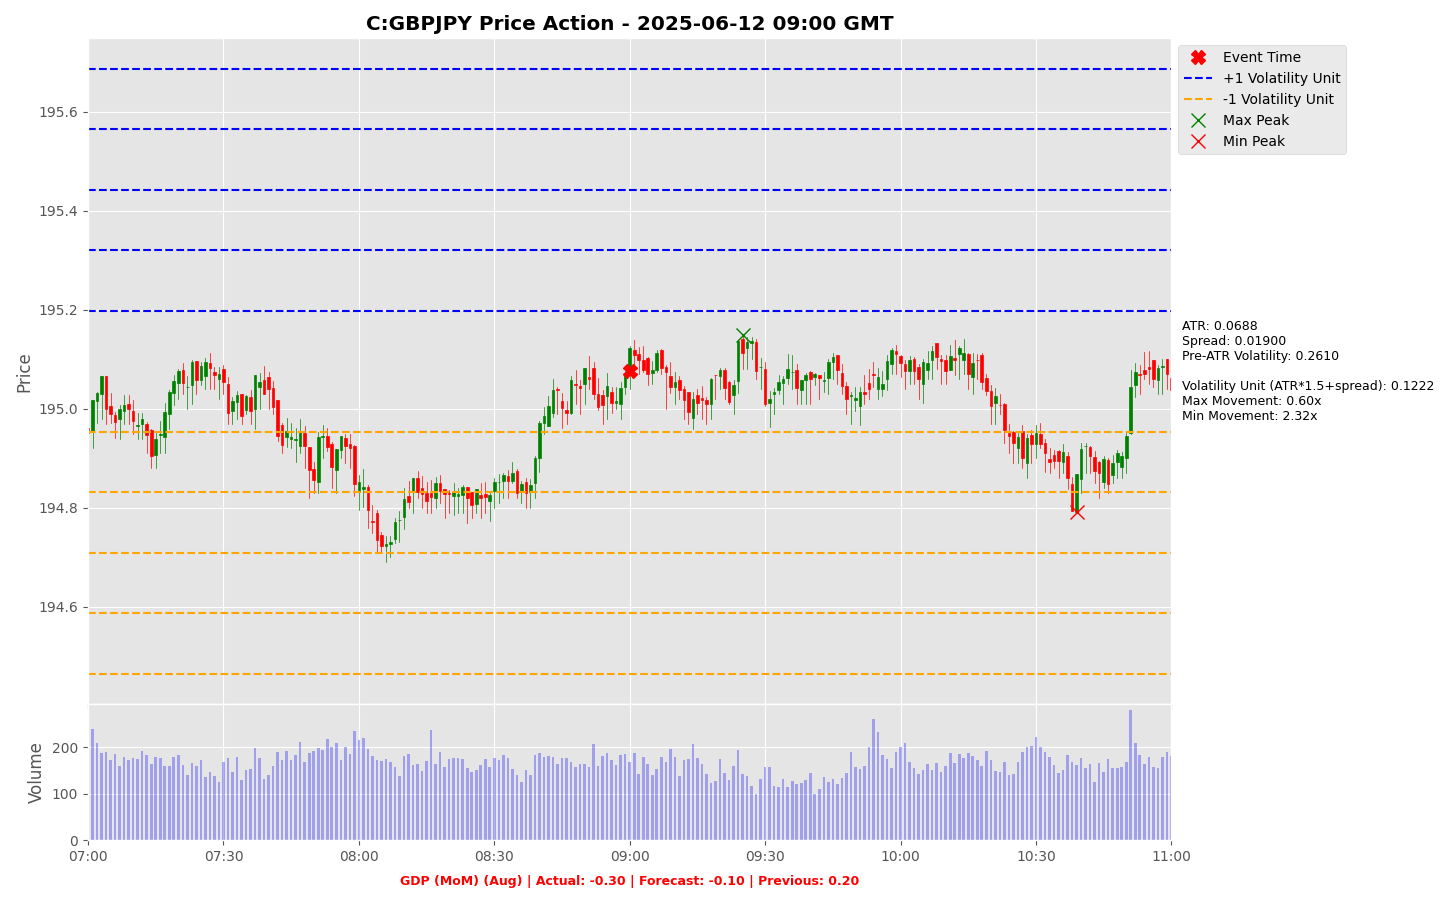 C:GBPJPY Price Action - 2025-06-12 09:00 GMT
Event Time
+1 Volatility Unit
-1 Volatility Unit
Max Peak
Min Peak
Price
195.6
195.4
195.2
195.0
194.8
194.6
ATR: 0.0688
Spread: 0.01900
Pre-ATR Volatility: 0.2610
Volatility Unit (ATR*1.5+spread): 0.1222
Max Movement: 0.60x
Min Movement: 2.32x
Volume
200
100
0
07:00 07:30 08:00 08:30 09:00 09:30 10:00 10:30 11:00
GDP (MoM) (Aug) | Actual: -0.30 | Forecast: -0.10 | Previous: 0.20